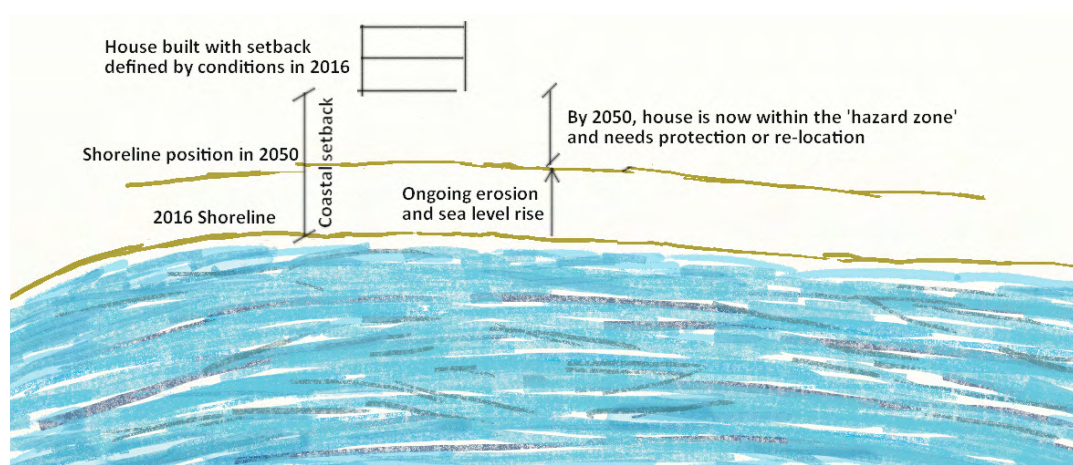 House built with setback
defined by conditions in 2016
Coastal setback
By 2050, house is now within the 'hazard zone'
and needs protection or re-location
Shoreline position in 2050
Ongoing erosion
and sea level rise
2016 Shoreline